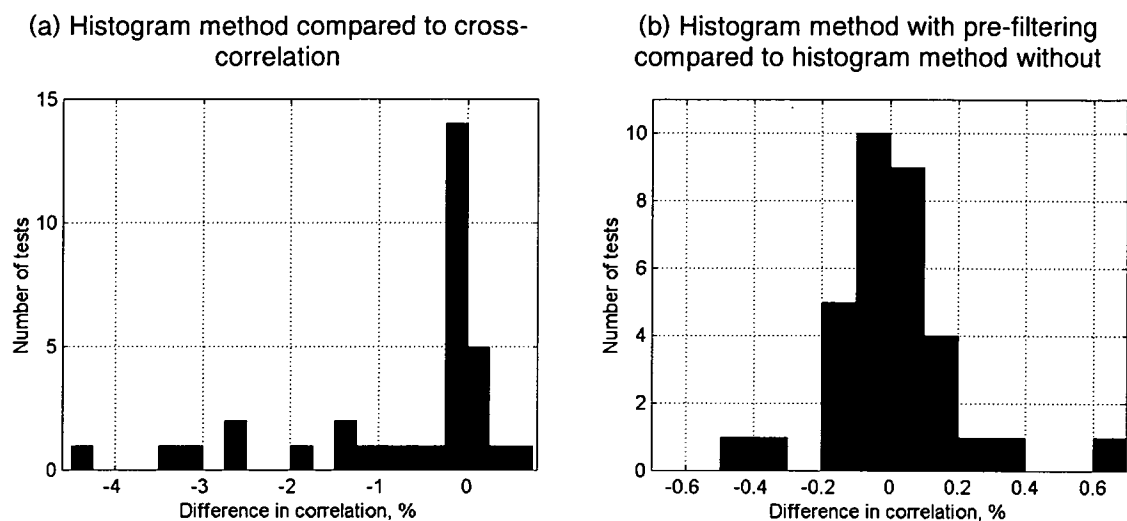 (a) Histogram method compared to cross-
correlation
15
10
5
0
Number of tests
-4 -3 -2 -1 0
Difference in correlation, %
(b) Histogram method with pre-filtering
compared to histogram method without
10
8
6
4
2
0
Number of tests
-0.6 -0.4 -0.2 0 0.2 0.4 0.6
Difference in correlation, %